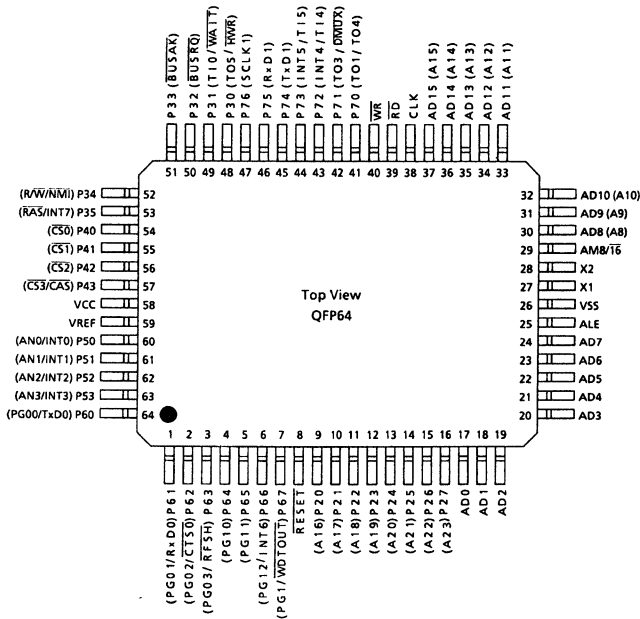 P33 (BUSAK)
P32 (BUSRQ)
P31 (TI0/WAIT)
P30 (TO5/HWR)
P76 (SCLK1)
P75 (RxD1)
P74 (TxD1)
P73 (INT5/TI5)
P72 (INT4/TI4)
P71 (TO3/DMUX)
P70 (TO1/TO4)
WR
RD
CLK
AD15 (A15)
AD14 (A14)
AD13 (A13)
AD12 (A12)
AD11 (A11)
51 50 49 48 47 46 45 44 43 42 41 40 39 38 37 36 35 34 33
(R/W/NMI) P34 52
(RAS/INT7) P35 53
(CS0) P40 54
(CS1) P41 55
(CS2) P42 56
(CS3/CAS) P43 57
VCC 58
VREF 59
(AN0/INT0) P50 60
(AN1/INT1) P51 61
(AN2/INT2) P52 62
(AN3/INT3) P53 63
(PG00/TxD0) P60 64
Top View
QFP64
32 AD10 (A10)
31 AD9 (A9)
30 AD8 (A8)
29 AM8/16
28 X2
27 X1
26 VSS
25 ALE
24 AD7
23 AD6
22 AD5
21 AD4
20 AD3
1 2 3 4 5 6 7 8 9 10 11 12 13 14 15 16 17 18 19
(PG01/RxD0) P61
(PG02/CTS0) P62
(PG03/RFSH) P63
(PG10) P64
(PG11) P65
(PG12/INT6) P66
(PG1/WDTOUT) P67
RESET
(A16) P20
(A17) P21
(A18) P22
(A19) P23
(A20) P24
(A21) P25
(A22) P26
(A23) P27
AD0
AD1
AD2